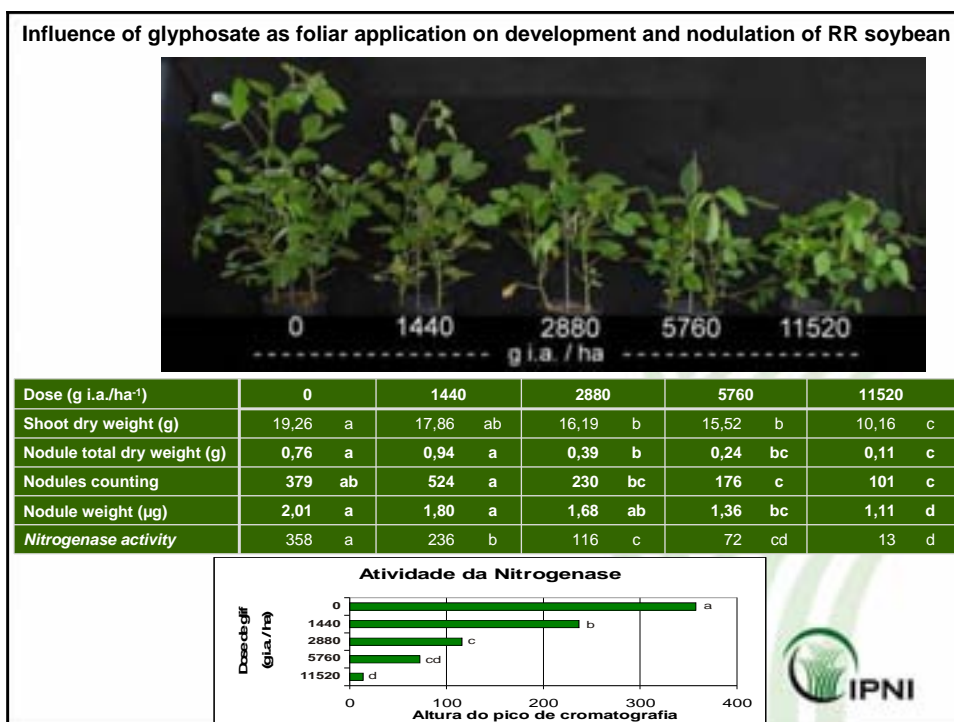 Influence of glyphosate as foliar application on development and nodulation of RR soybean
0 1440 2880 5760 11520
g i.a. / ha
Dose (g i.a./ha-¹) 0 1440 2880 5760 11520
Shoot dry weight (g) 19,26 a 17,86 ab 16,19 b 15,52 b 10,16 c
Nodule total dry weight (g) 0,76 a 0,94 a 0,39 b 0,24 bc 0,11 c
Nodules counting 379 ab 524 a 230 bc 176 c 101 c
Nodule weight (µg) 2,01 a 1,80 a 1,68 ab 1,36 bc 1,11 d
Nitrogenase activity 358 a 236 b 116 c 72 cd 13 d
Atividade da Nitrogenase
Dose de glif
(g i.a. / ha)
0 a
1440 b
2880 c
5760 cd
11520 d
0 100 200 300 400
Altura do pico de cromatografia
IPNI